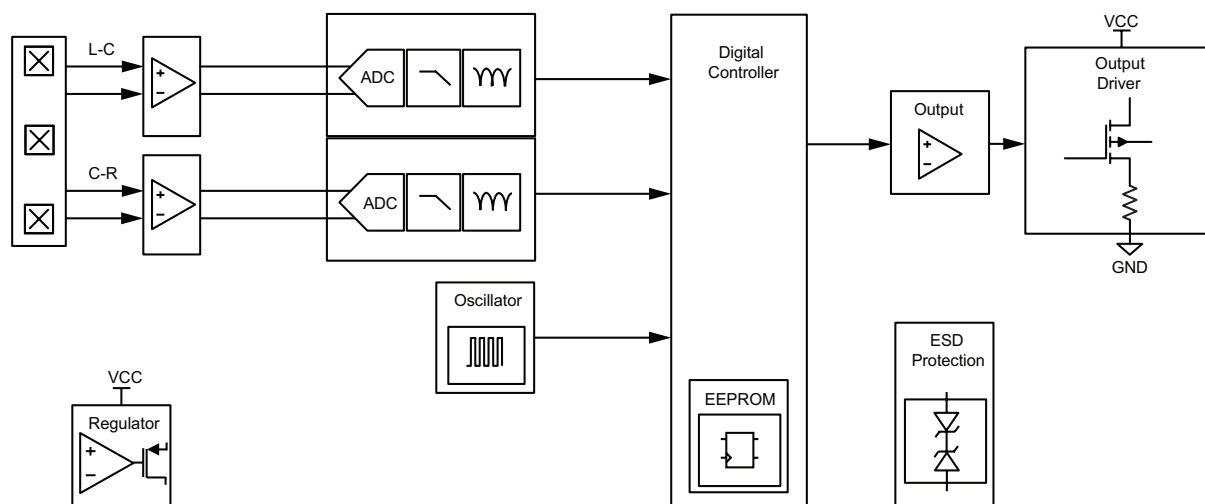 L-C
+
−
ADC
C-R
+
−
ADC
Oscillator
Digital
Controller
EEPROM
Output
+
−
VCC
Output
Driver
GND
ESD
Protection
VCC
Regulator
+
−